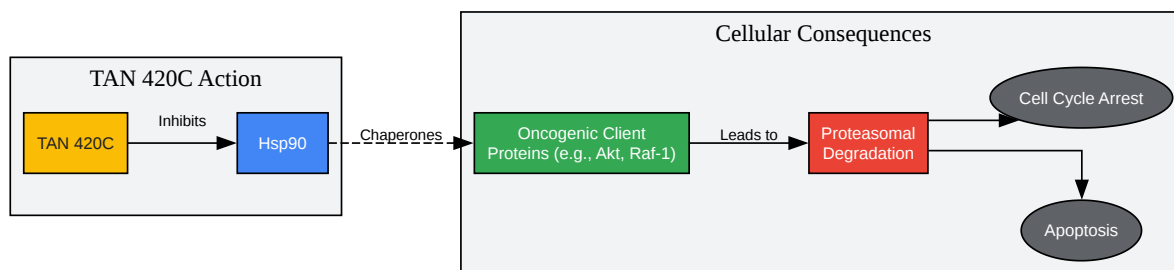 TAN 420C Action
TAN 420C
Inhibits
Hsp90
Chaperones
Cellular Consequences
Oncogenic Client
Proteins (e.g., Akt, Raf-1)
Leads to
Proteasomal
Degradation
Cell Cycle Arrest
Apoptosis